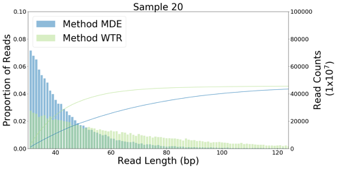 Sample 20
0.10
0.08
0.06
0.04
0.02
0.00
Proportion of Reads
Method MDE
Method WTR
100000
80000
60000
40000
20000
0
Read Counts
(1x10⁷)
40
60
80
100
120
Read Length (bp)